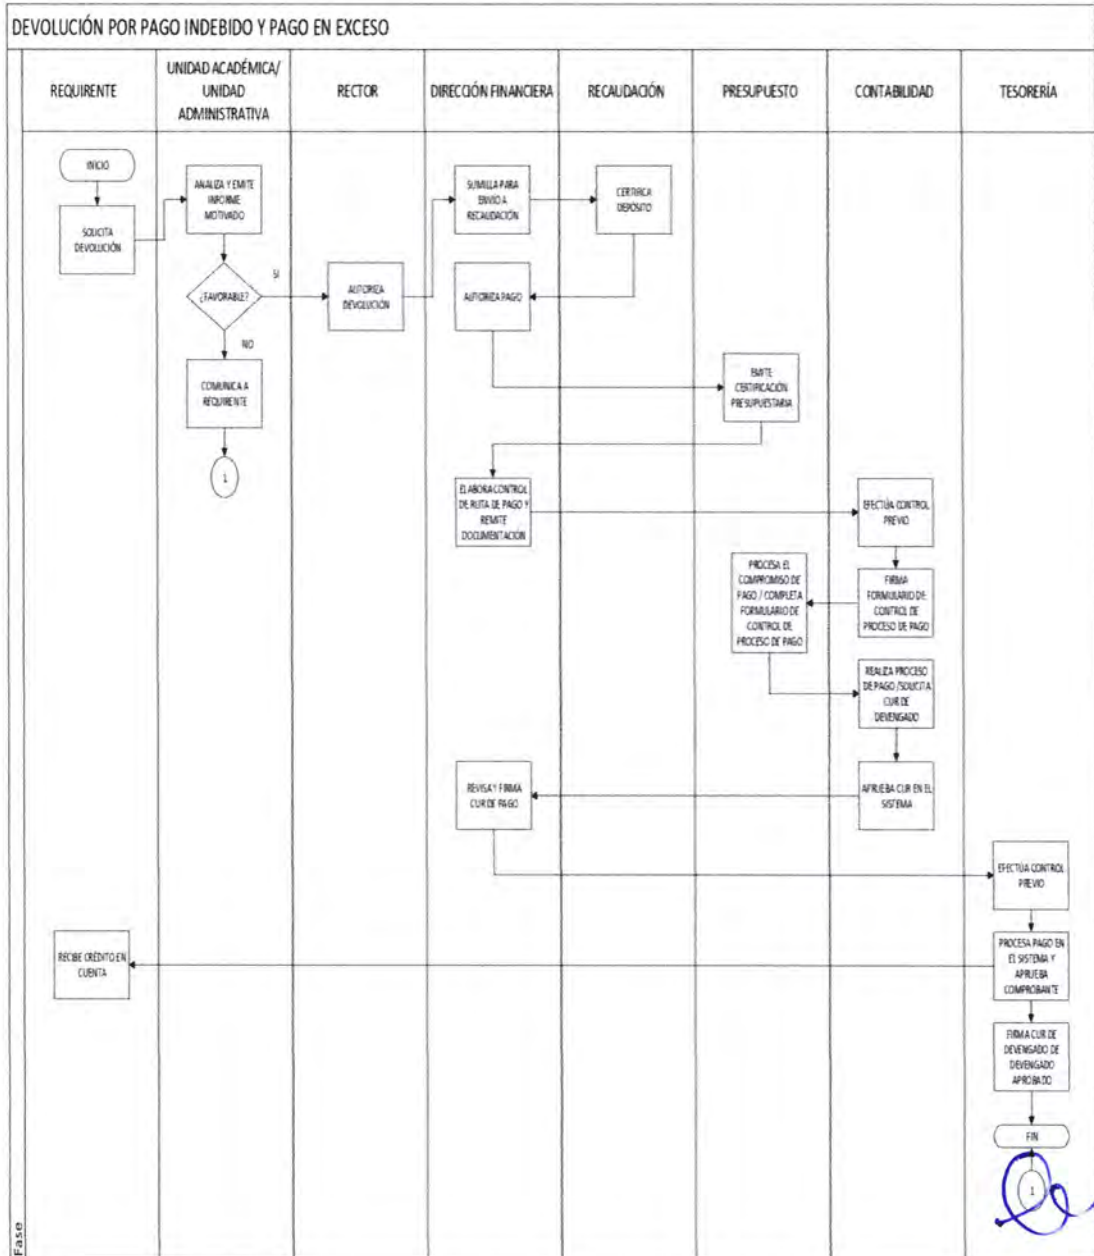 DEVOLUCIÓN POR PAGO INDEBIDO Y PAGO EN EXCESO
REQUIRENTE
UNIDAD ACADÉMICA/
UNIDAD
ADMINISTRATIVA
RECTOR
DIRECCIÓN FINANCIERA
RECAUDACIÓN
PRESUPUESTO
CONTABILIDAD
TESORERÍA
INICIO
SOLICITA
DEVOLUCIÓN
ANALIZA Y EMITE
INFORME
MOTIVADO
¿FAVORABLE?
SI
NO
COMUNICA A
REQUIRENTE
1
AUTORIZA
DEVOLUCIÓN
SUMILLA PARA
ENVIO A
RECAUDACIÓN
CERTIFICA
DEPÓSITO
AUTORIZA PAGO
EMITE
CERTIFICACIÓN
PRESUPUESTARIA
ELABORA CONTROL
DE RUTA DE PAGO Y
REMITE
DOCUMENTACIÓN
EFECTÚA CONTROL
PREVIO
FIRMA
FORMULARIO DE
CONTROL DE
PROCESO DE PAGO
PROCESA EL
COMPROMISO DE
PAGO / COMPLETA
FORMULARIO DE
CONTROL DE
PROCESO DE PAGO
REALIZA PROCESO
DE PAGO /SOLICITA
CUR DE
DEVENGADO
APRUEBA CUR EN EL
SISTEMA
REVISA Y FIRMA
CUR DE PAGO
EFECTÚA CONTROL
PREVIO
PROCESA PAGO EN
EL SISTEMA Y
APRUEBA
COMPROBANTE
RECIBE CRÉDITO EN
CUENTA
FIRMA CUR DE
DEVENGADO DE
DEVENGADO
APROBADO
FIN
1
Fase